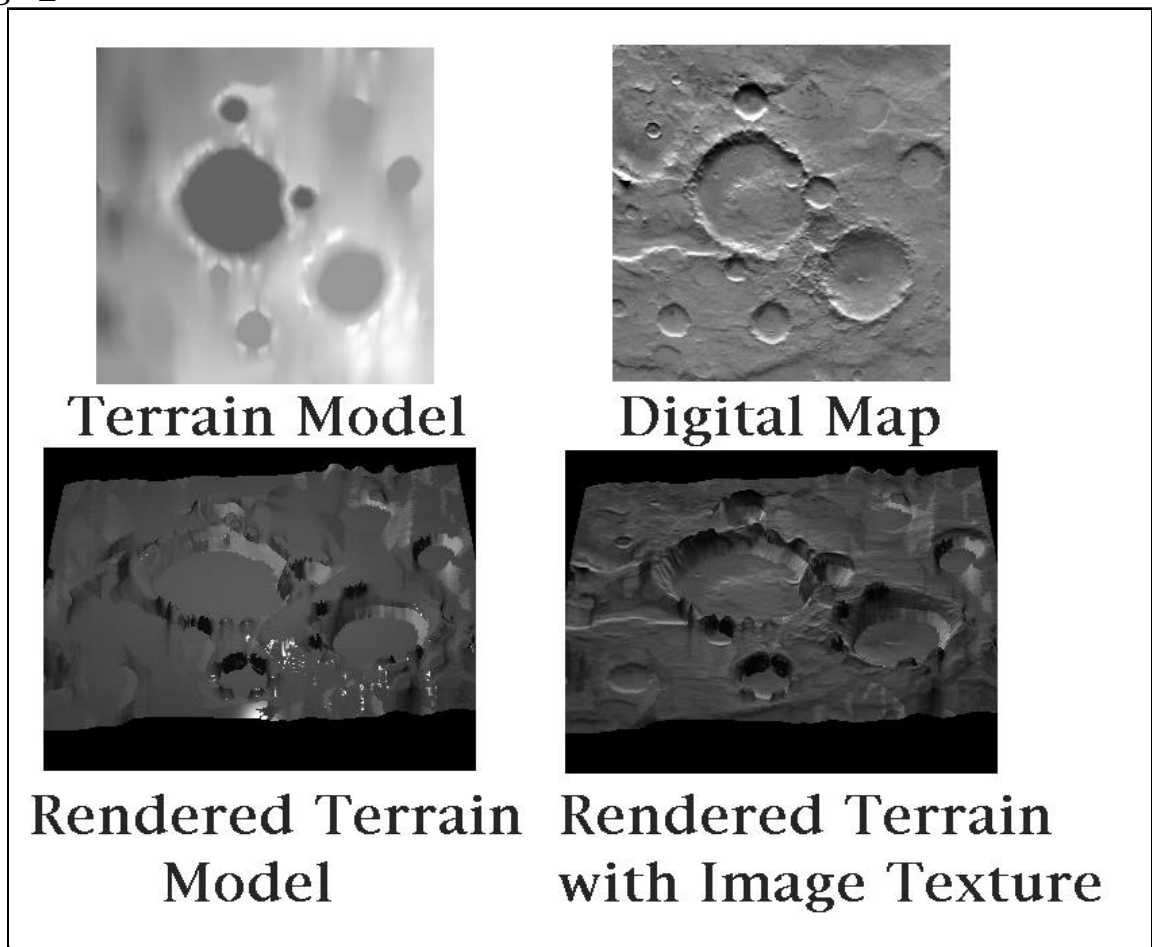 Terrain Model
Digital Map
Rendered Terrain
Model
Rendered Terrain
with Image Texture